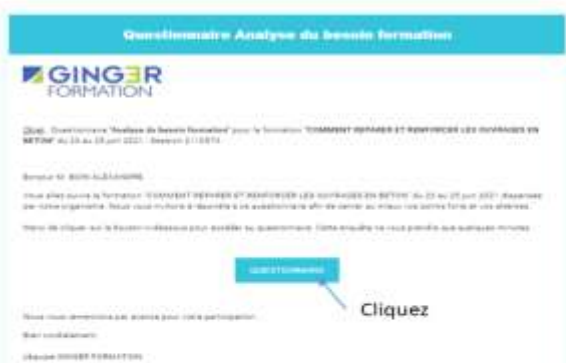 Questionnaire Analyse du besoin formation
GINGER
FORMATION
Objet : Questionnaire "Analyse du besoin formation" pour la formation "COMMENT REPARER ET RENFORCER LES OUVRAGES EN
BETON" du 23 au 25 juin 2021 - Session
Bonjour M. ALEXANDRE,
Vous allez suivre la formation "COMMENT REPARER ET RENFORCER LES OUVRAGES EN BETON" du 23 au 25 juin 2021 dispensée
par notre organisme. Nous vous invitons à répondre à ce questionnaire afin de cerner au mieux vos points forts et vos attentes.
Merci de cliquer sur le bouton ci-dessous pour accéder au questionnaire. Cette enquête ne vous prendra que quelques minutes.
QUESTIONNAIRE
Cliquez
Nous vous remercions par avance pour votre participation.
Bien cordialement,
L'équipe GINGER FORMATION